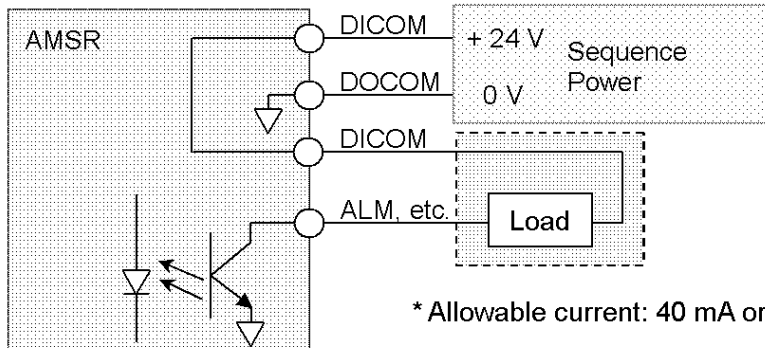 AMSR
DICOM
+ 24 V
Sequence
Power
DOCOM
0 V
DICOM
ALM, etc.
Load
* Allowable current: 40 mA or